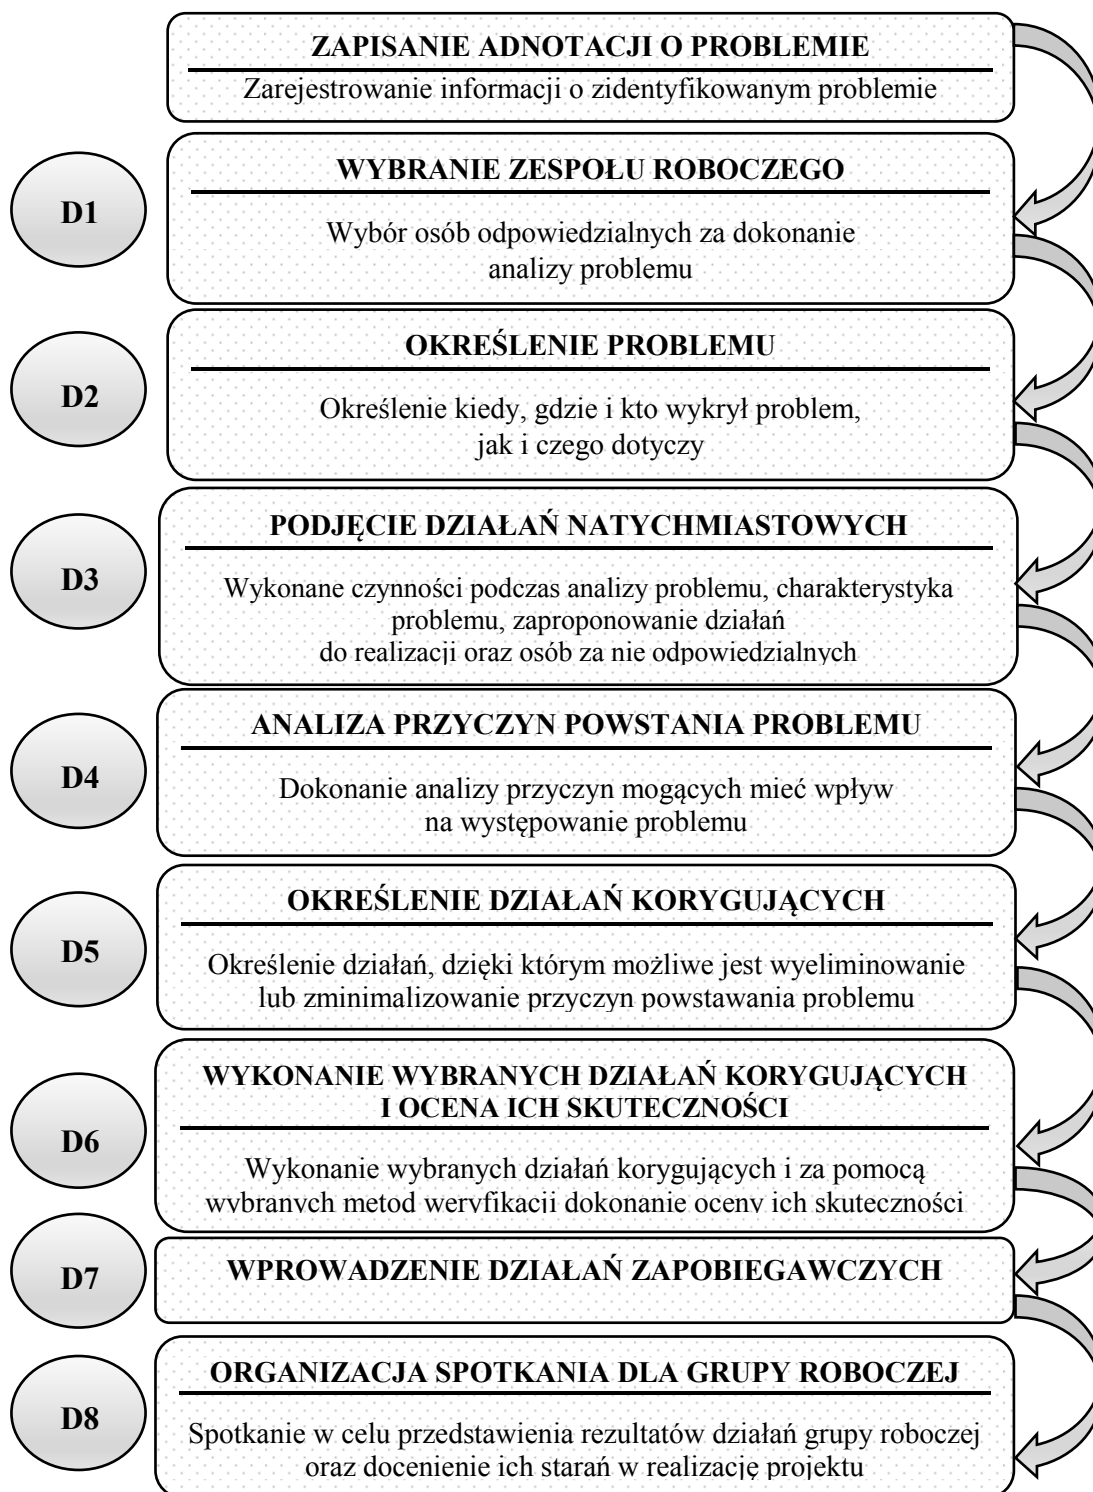 ZAPISANIE ADNOTACJI O PROBLEMIE
Zarejestrowanie informacji o zidentyfikowanym problemie
D1
WYBRANIE ZESPOŁU ROBOCZEGO
Wybór osób odpowiedzialnych za dokonanie
analizy problemu
D2
OKREŚLENIE PROBLEMU
Określenie kiedy, gdzie i kto wykrył problem,
jak i czego dotyczy
D3
PODJĘCIE DZIAŁAŃ NATYCHMIASTOWYCH
Wykonane czynności podczas analizy problemu, charakterystyka
problemu, zaproponowanie działań
do realizacji oraz osób za nie odpowiedzialnych
D4
ANALIZA PRZYCZYN POWSTANIA PROBLEMU
Dokonanie analizy przyczyn mogących mieć wpływ
na występowanie problemu
D5
OKREŚLENIE DZIAŁAŃ KORYGUJĄCYCH
Określenie działań, dzięki którym możliwe jest wyeliminowanie
lub zminimalizowanie przyczyn powstawania problemu
D6
WYKONANIE WYBRANYCH DZIAŁAŃ KORYGUJĄCYCH
I OCENA ICH SKUTECZNOŚCI
Wykonanie wybranych działań korygujących i za pomocą
wybranych metod weryfikacji dokonanie oceny ich skuteczności
D7
WPROWADZENIE DZIAŁAŃ ZAPOBIEGAWCZYCH
D8
ORGANIZACJA SPOTKANIA DLA GRUPY ROBOCZEJ
Spotkanie w celu przedstawienia rezultatów działań grupy roboczej
oraz docenienie ich starań w realizację projektu